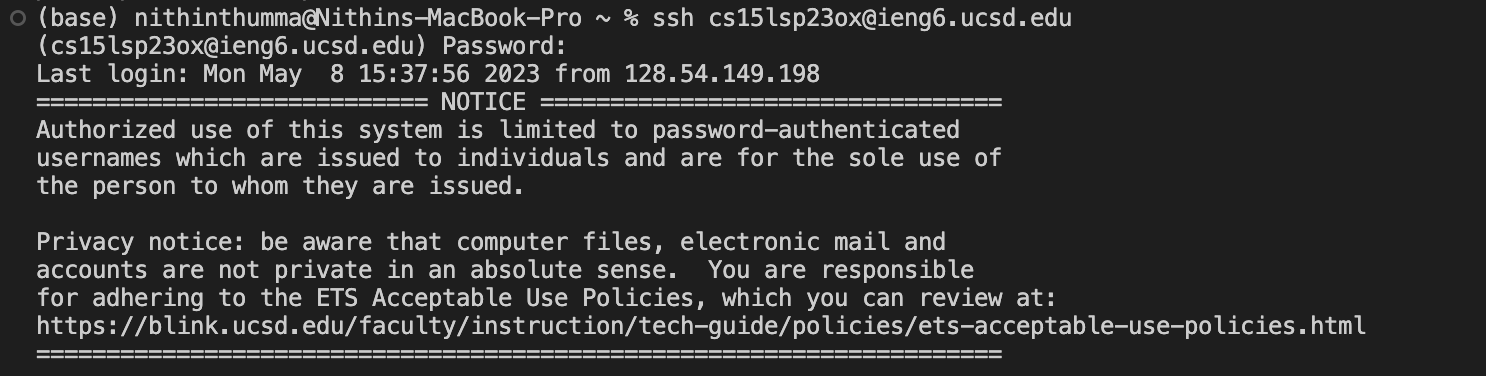 (base) nithinthumma@Nithins-MacBook-Pro ~ % ssh cs15lsp23ox@ieng6.ucsd.edu
(cs15lsp23ox@ieng6.ucsd.edu) Password:
Last login: Mon May  8 15:37:56 2023 from 128.54.149.198
============================ NOTICE =================================
Authorized use of this system is limited to password-authenticated
usernames which are issued to individuals and are for the sole use of
the person to whom they are issued.

Privacy notice: be aware that computer files, electronic mail and
accounts are not private in an absolute sense.  You are responsible
for adhering to the ETS Acceptable Use Policies, which you can review at:
https://blink.ucsd.edu/faculty/instruction/tech-guide/policies/ets-acceptable-use-policies.html
=====================================================================